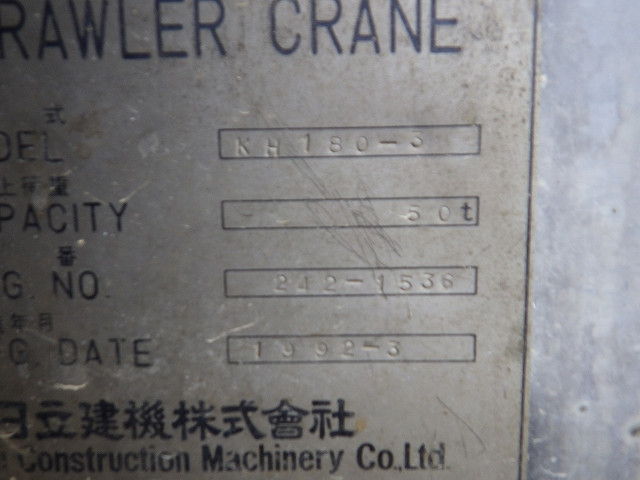 RAWLER CRANE
式
DEL KH180-3
上荷重
PACITY 50t
番
G. NO. 242-1536
年月
G. DATE 1992-3
日立建機株式會社
Construction Machinery Co.,Ltd.